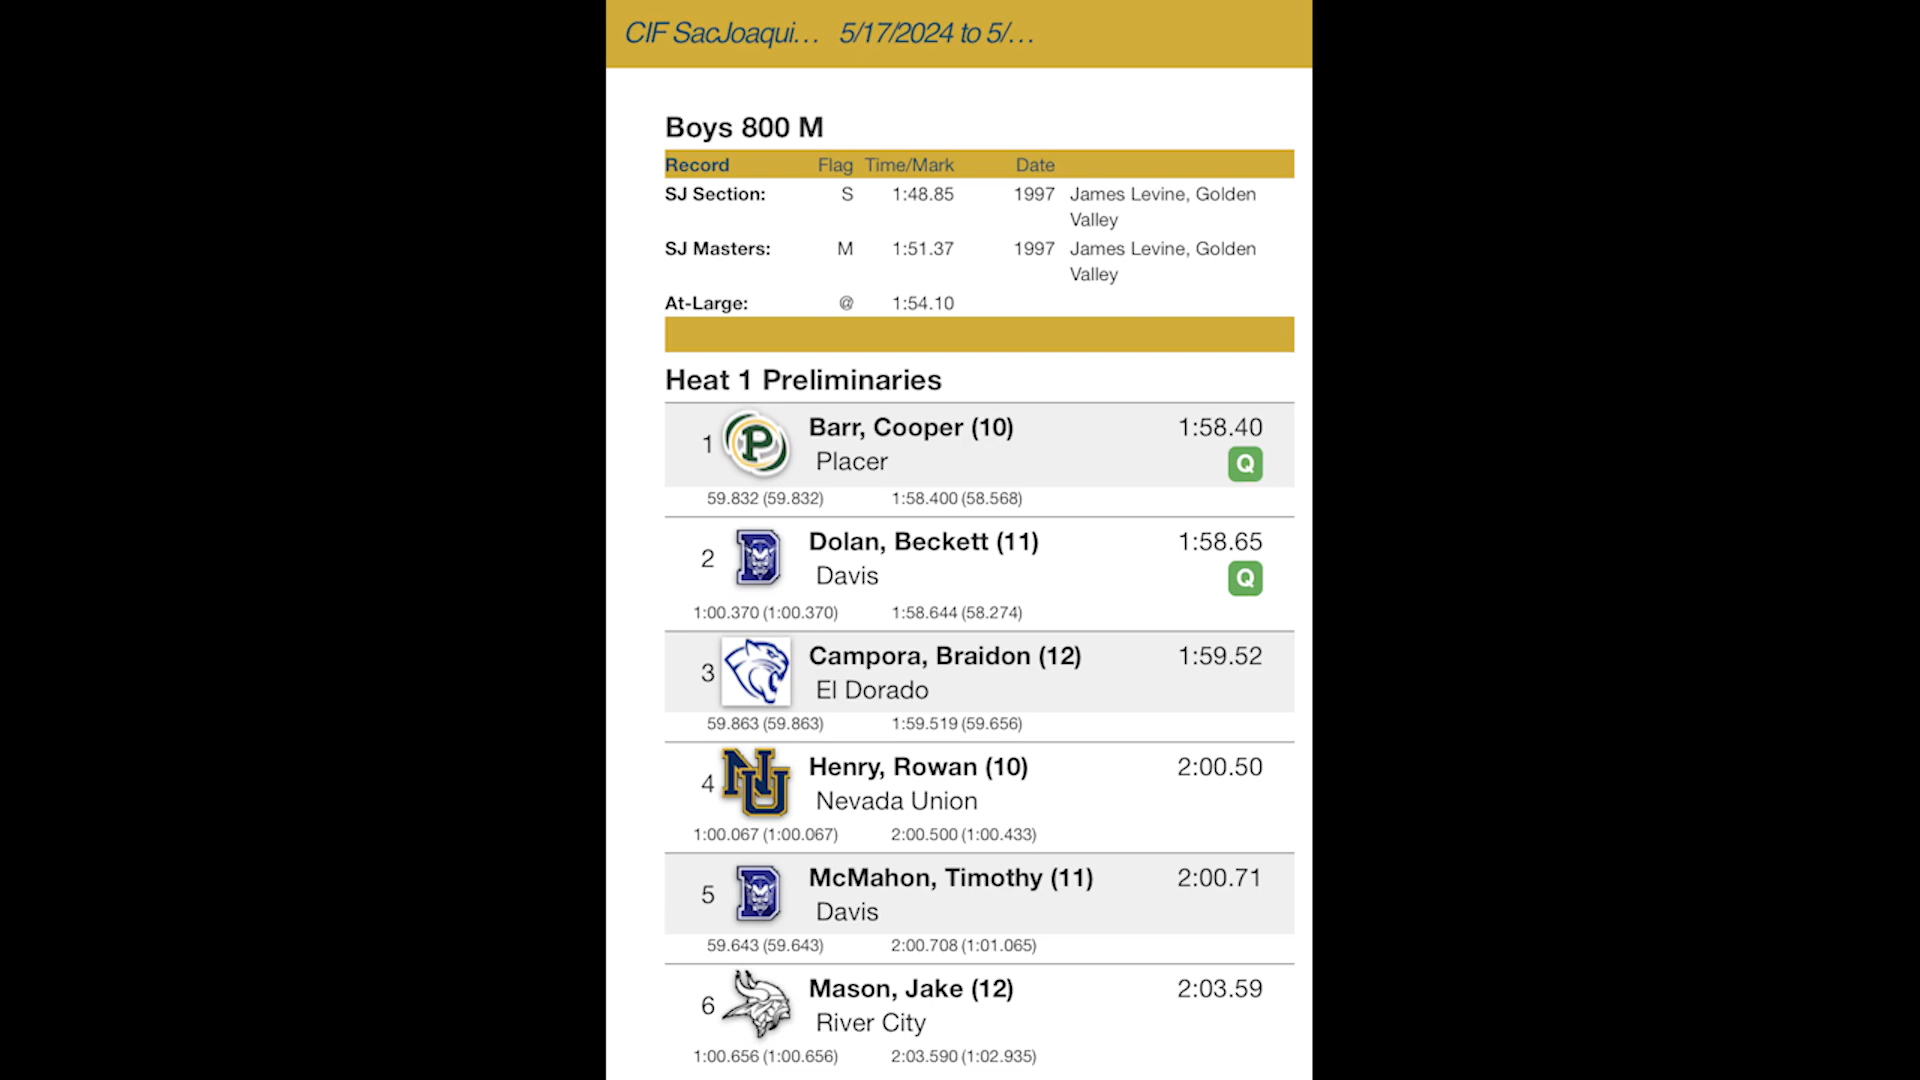 CIF SacJoaqui... 5/17/2024 to 5/...
Boys 800 M
Record Flag Time/Mark Date
SJ Section: S 1:48.85 1997 James Levine, Golden
Valley
SJ Masters: M 1:51.37 1997 James Levine, Golden
Valley
At-Large: @ 1:54.10
Heat 1 Preliminaries
1 P Barr, Cooper (10) 1:58.40
Placer Q
59.832 (59.832) 1:58.400 (58.568)
2 D Dolan, Beckett (11) 1:58.65
Davis Q
1:00.370 (1:00.370) 1:58.644 (58.274)
3 Campora, Braidon (12) 1:59.52
El Dorado
59.863 (59.863) 1:59.519 (59.656)
4 NU Henry, Rowan (10) 2:00.50
Nevada Union
1:00.067 (1:00.067) 2:00.500 (1:00.433)
5 D McMahon, Timothy (11) 2:00.71
Davis
59.643 (59.643) 2:00.708 (1:01.065)
6 Mason, Jake (12) 2:03.59
River City
1:00.656 (1:00.656) 2:03.590 (1:02.935)